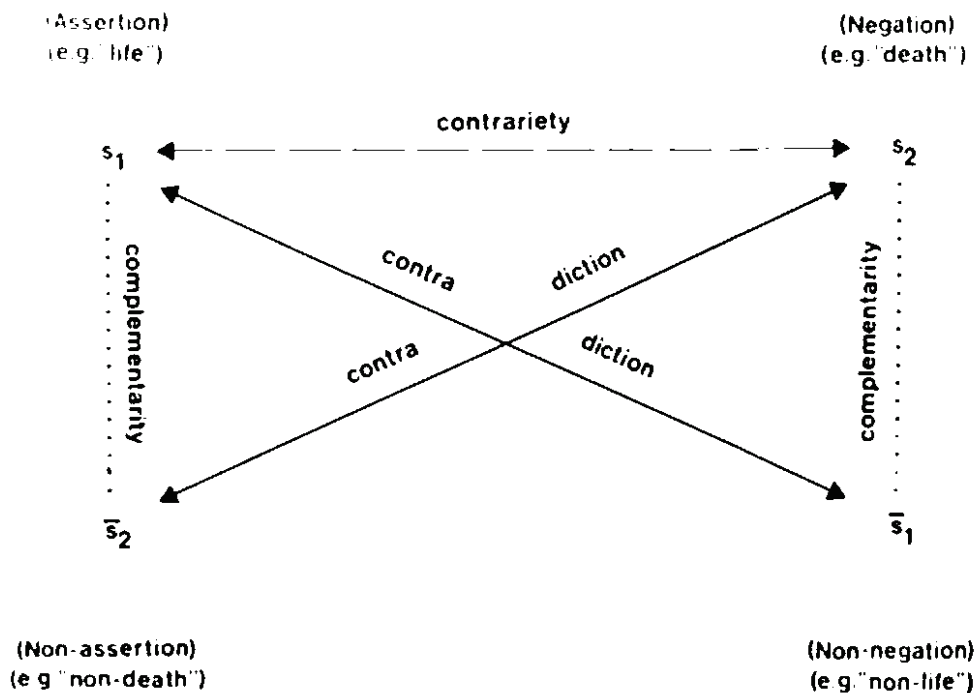 (Assertion)
(e.g. "life")
(Negation)
(e.g. "death")
contrariety
s₁
s₂
complementarity
contra
diction
complementarity
contra
diction
s̄₂
s̄₁
(Non-assertion)
(e.g "non-death")
(Non-negation)
(e.g. "non-life")